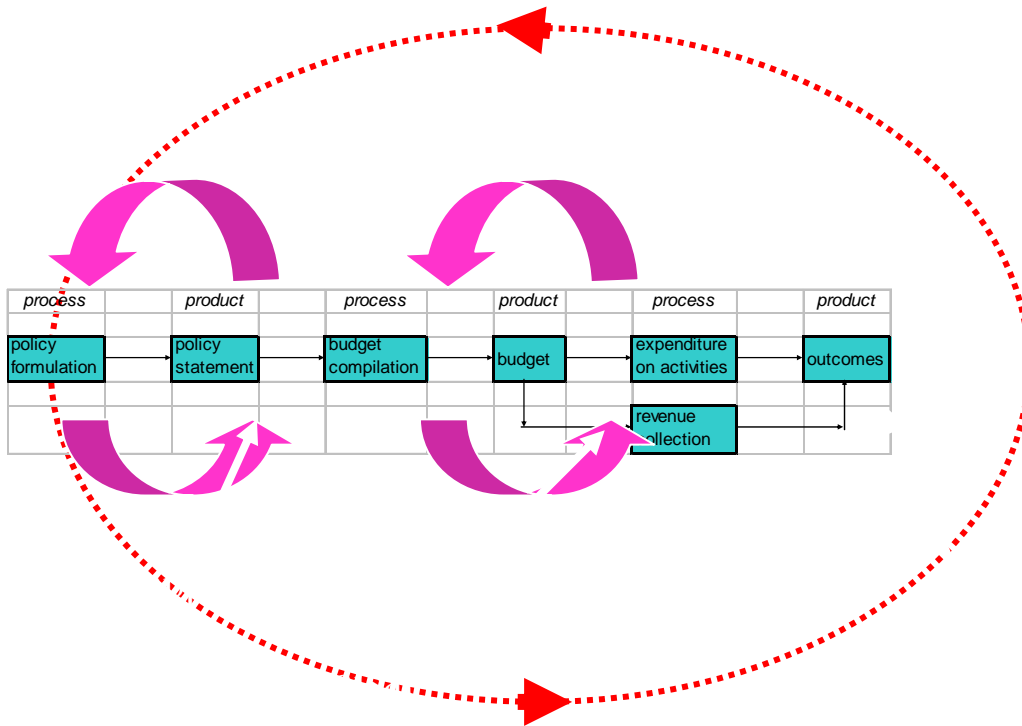 process product process product process product
policy formulation
policy statement
budget compilation
budget
expenditure on activities
outcomes
revenue
collection